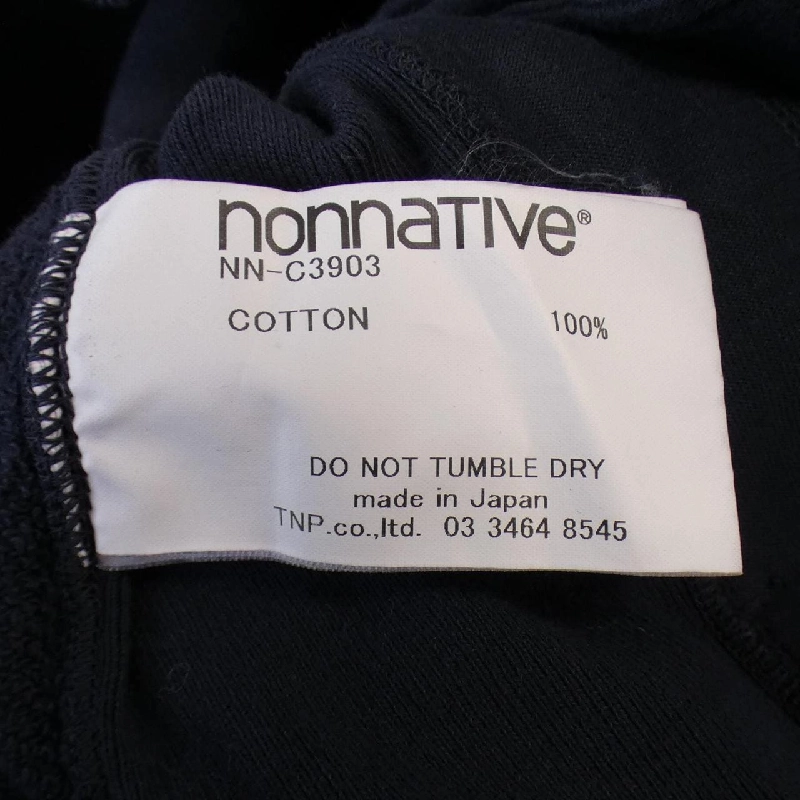 nonnaTIVe®
NN-C3903
COTTON 100%
DO NOT TUMBLE DRY
made in Japan
TNP.co.,ltd. 03 3464 8545